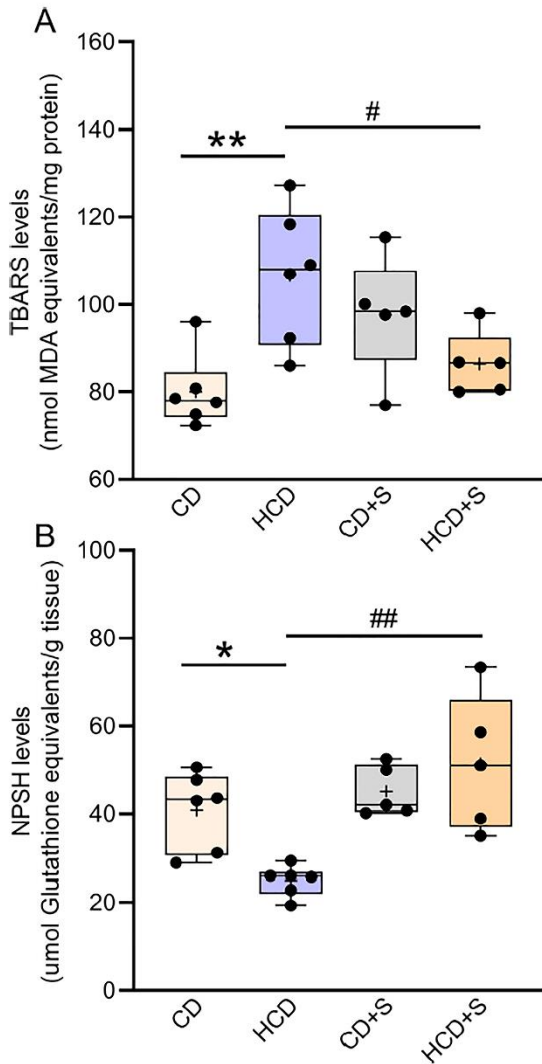 A
TBARS levels
(nmol MDA equivalents/mg protein)
160
140
120
100
80
60
**
#
CD
HCD
CD+S
HCD+S
B
NPSH levels
(umol Glutathione equivalents/g tissue)
100
80
60
40
20
0
*
##
CD
HCD
CD+S
HCD+S